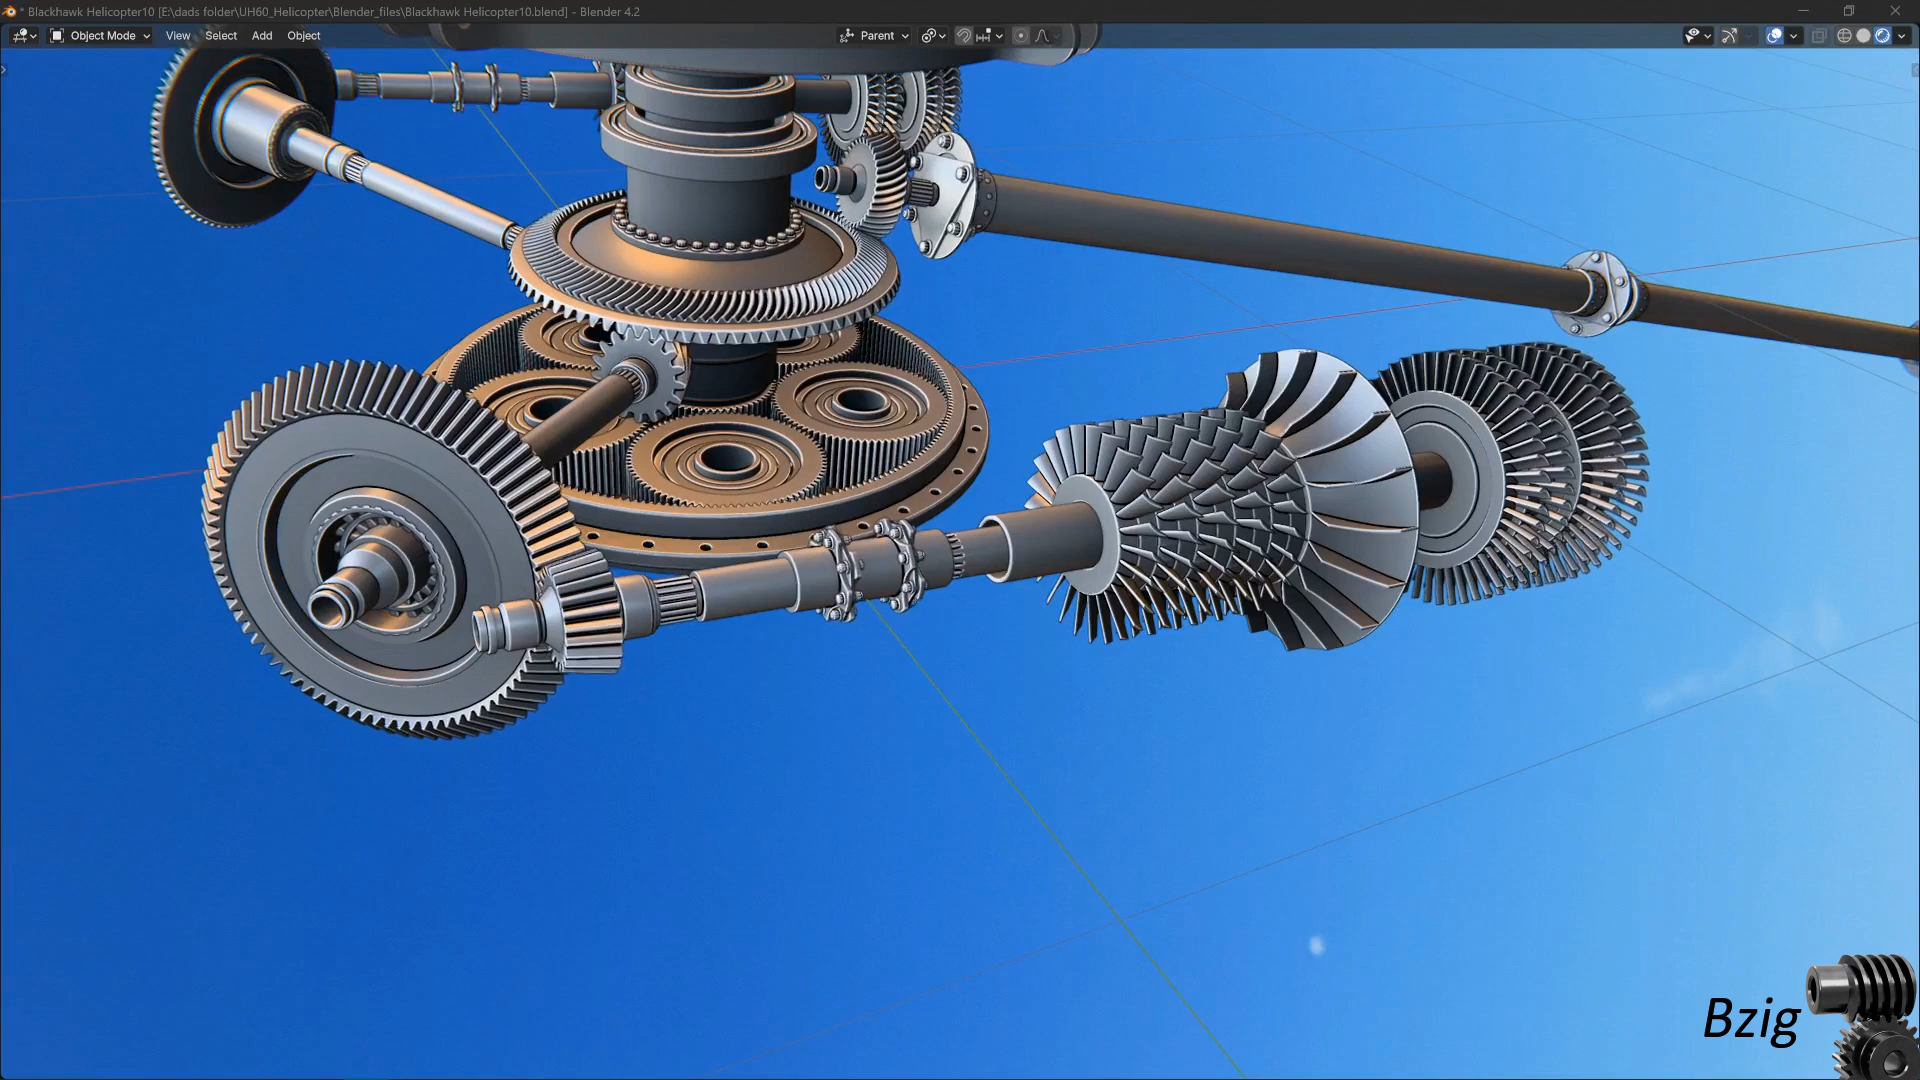 * Blackhawk Helicopter10 [E:\dads folder\UH60_Helicopter\Blender_files\Blackhawk Helicopter10.blend] - Blender 4.2
Object Mode View Select Add Object Parent
Bzig